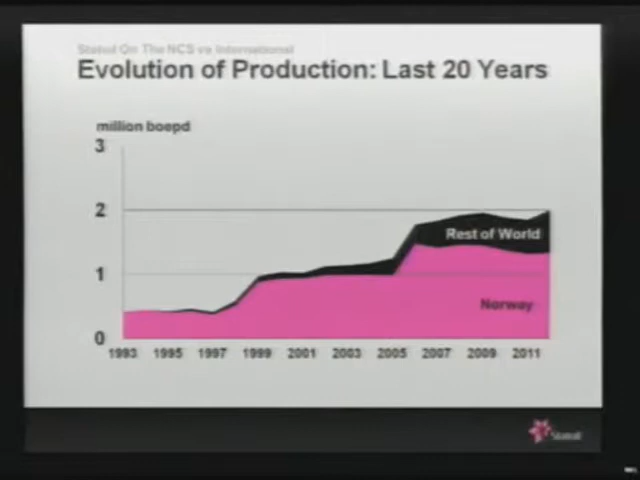 Statoil On The NCS vs International
Evolution of Production: Last 20 Years
million boepd
3
2
1
0
Rest of World
Norway
1993 1995 1997 1999 2001 2003 2005 2007 2009 2011
Statoil